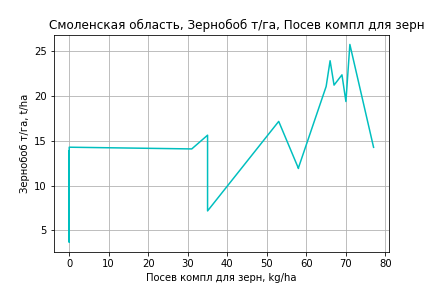 Смоленская область, Зернобоб т/га, Посев компл для зерн
Зернобоб т/га, t/ha
25
20
15
10
5
0 10 20 30 40 50 60 70 80
Посев компл для зерн, kg/ha